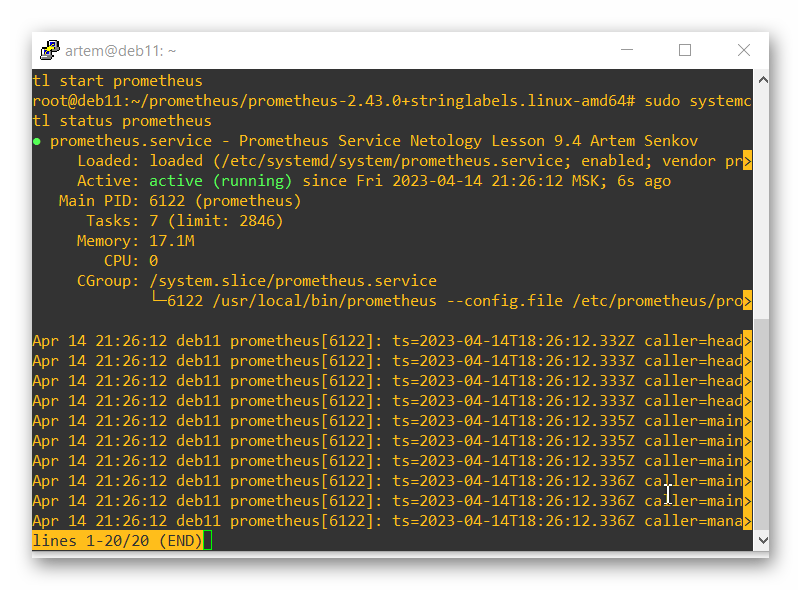 artem@deb11: ~
tl start prometheus
root@deb11:~/prometheus/prometheus-2.43.0+stringlabels.linux-amd64# sudo systemc
tl status prometheus
● prometheus.service - Prometheus Service Netology Lesson 9.4 Artem Senkov
     Loaded: loaded (/etc/systemd/system/prometheus.service; enabled; vendor pr>
     Active: active (running) since Fri 2023-04-14 21:26:12 MSK; 6s ago
   Main PID: 6122 (prometheus)
      Tasks: 7 (limit: 2846)
     Memory: 17.1M
        CPU: 0
     CGroup: /system.slice/prometheus.service
             └─6122 /usr/local/bin/prometheus --config.file /etc/prometheus/pro>
Apr 14 21:26:12 deb11 prometheus[6122]: ts=2023-04-14T18:26:12.332Z caller=head>
Apr 14 21:26:12 deb11 prometheus[6122]: ts=2023-04-14T18:26:12.333Z caller=head>
Apr 14 21:26:12 deb11 prometheus[6122]: ts=2023-04-14T18:26:12.333Z caller=head>
Apr 14 21:26:12 deb11 prometheus[6122]: ts=2023-04-14T18:26:12.333Z caller=head>
Apr 14 21:26:12 deb11 prometheus[6122]: ts=2023-04-14T18:26:12.335Z caller=main>
Apr 14 21:26:12 deb11 prometheus[6122]: ts=2023-04-14T18:26:12.335Z caller=main>
Apr 14 21:26:12 deb11 prometheus[6122]: ts=2023-04-14T18:26:12.335Z caller=main>
Apr 14 21:26:12 deb11 prometheus[6122]: ts=2023-04-14T18:26:12.336Z caller=main>
Apr 14 21:26:12 deb11 prometheus[6122]: ts=2023-04-14T18:26:12.336Z caller=main>
Apr 14 21:26:12 deb11 prometheus[6122]: ts=2023-04-14T18:26:12.336Z caller=mana>
lines 1-20/20 (END)